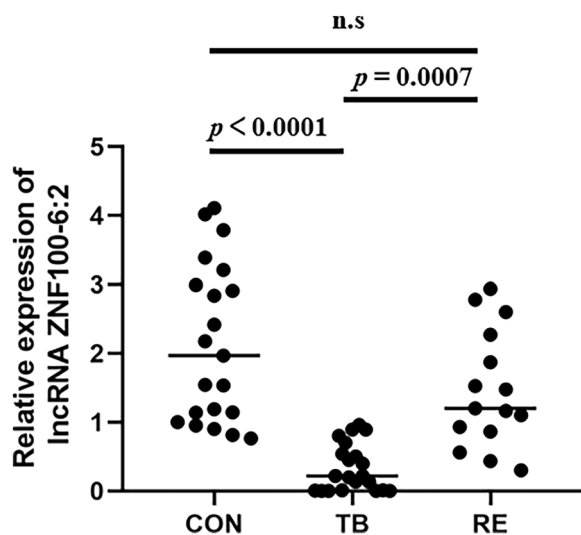 n.s
p = 0.0007
p < 0.0001
Relative expression of
lncRNA ZNF100-6:2
5
4
3
2
1
0
CON TB RE